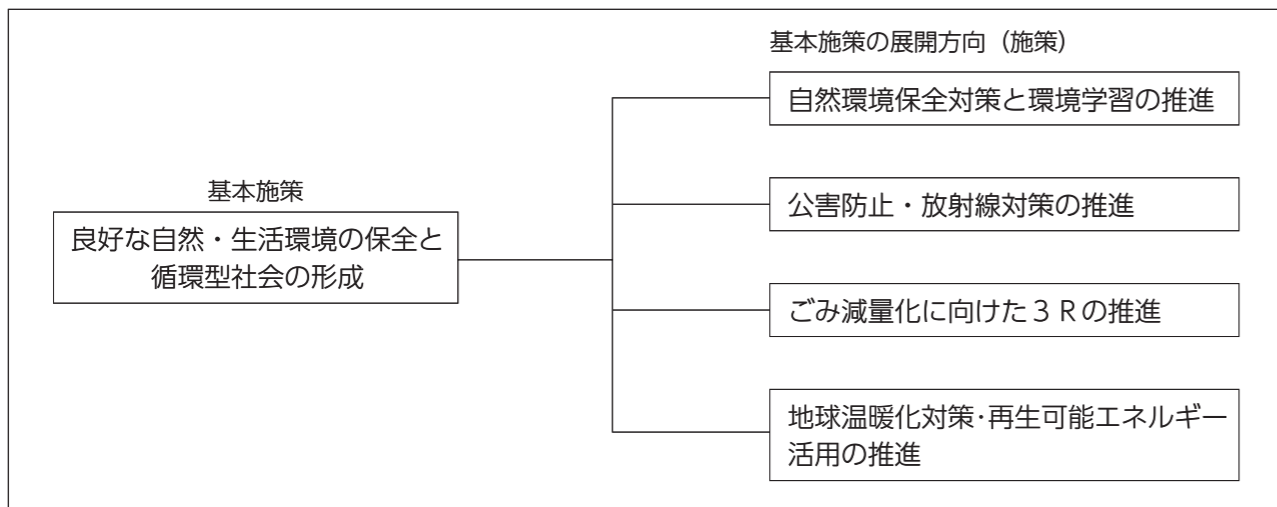 基本施策の展開方向（施策）
自然環境保全対策と環境学習の推進
公害防止・放射線対策の推進
基本施策
良好な自然・生活環境の保全と
循環型社会の形成
ごみ減量化に向けた３Ｒの推進
地球温暖化対策･再生可能エネルギー
活用の推進